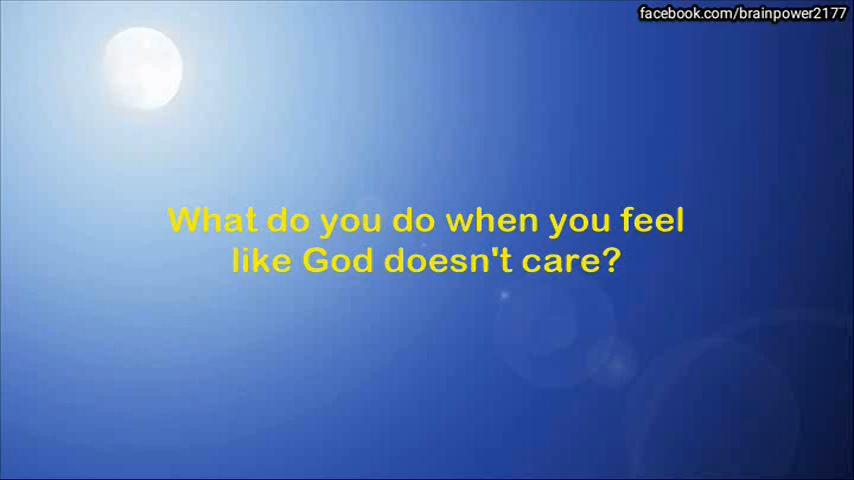 facebook.com/brainpower2177
What do you do when you feel
like God doesn't care?